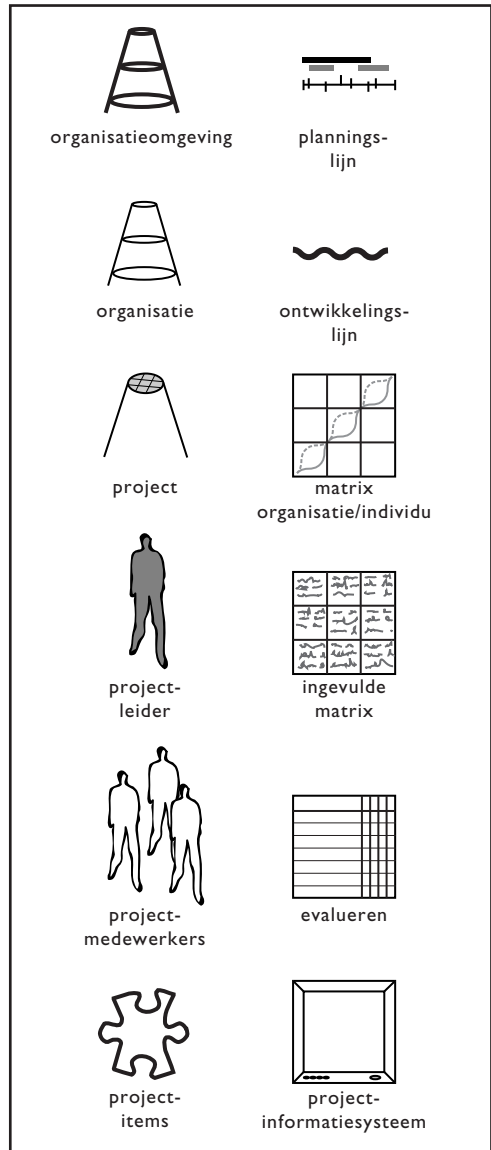 organisatieomgeving
plannings-
lijn
organisatie
ontwikkelings-
lijn
project
matrix
organisatie/individu
project-
leider
ingevulde
matrix
project-
medewerkers
evalueren
project-
items
project-
informatiesysteem